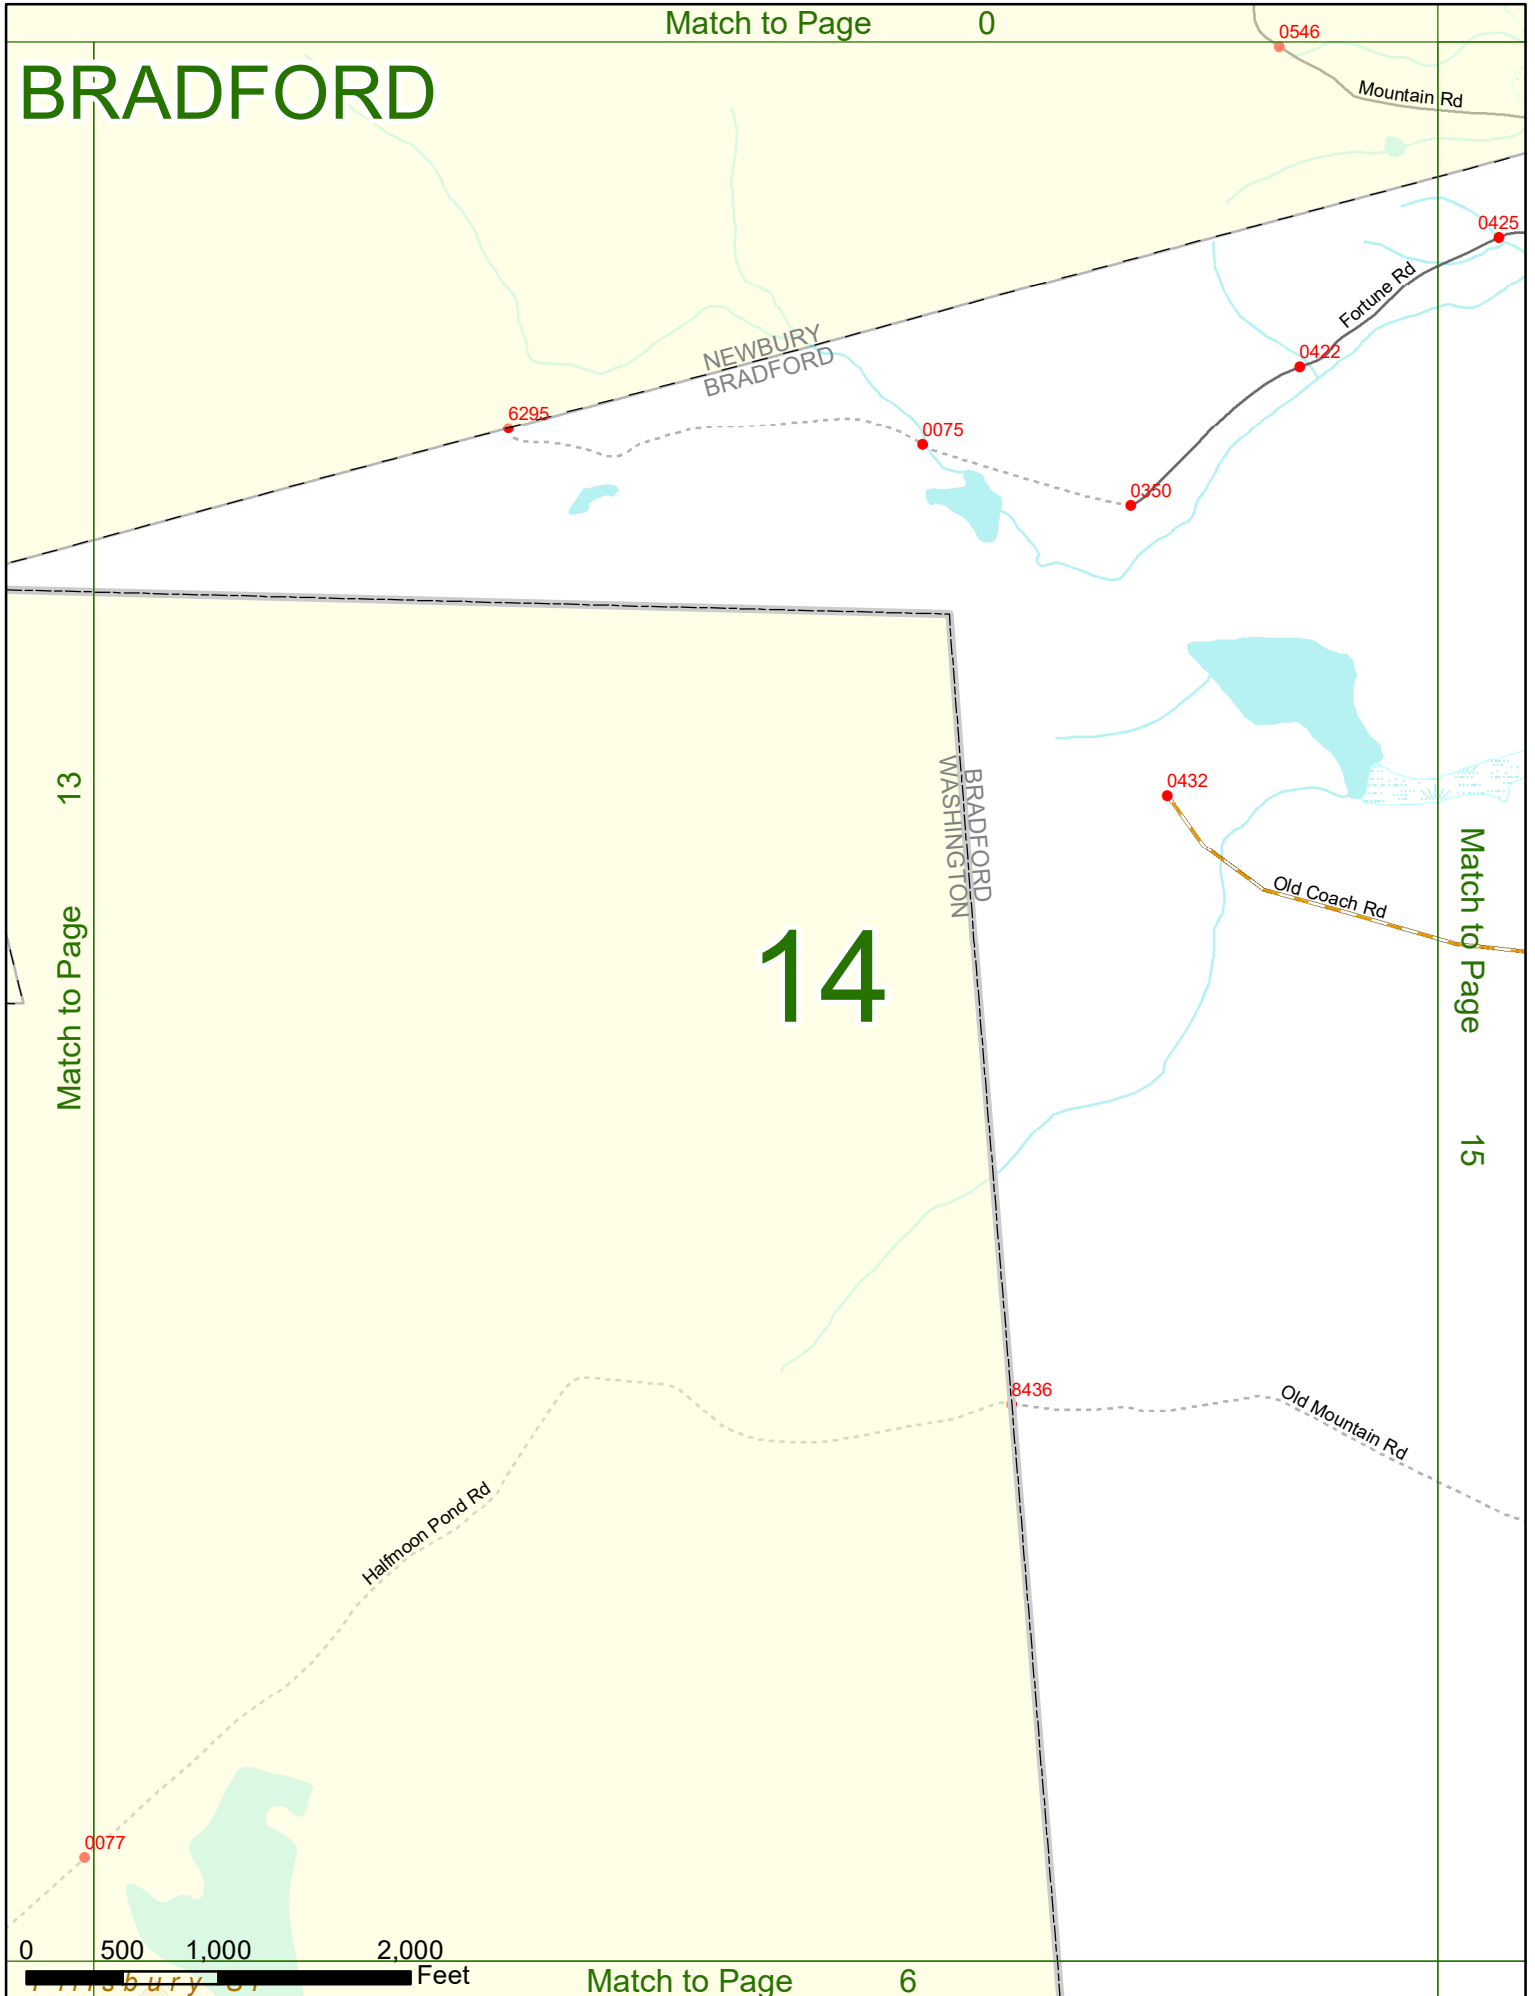 Match to Page 0
0546
BRADFORD
Mountain Rd
0425
Fortune Rd
NEWBURY
BRADFORD
0422
6295
0075
0350
Match to Page 13
BRADFORD
WASHINGTON
0432
Old Coach Rd
14
Match to Page 15
8436
Old Mountain Rd
Halfmoon Pond Rd
0077
0 500 1,000 2,000
Feet
Match to Page 6